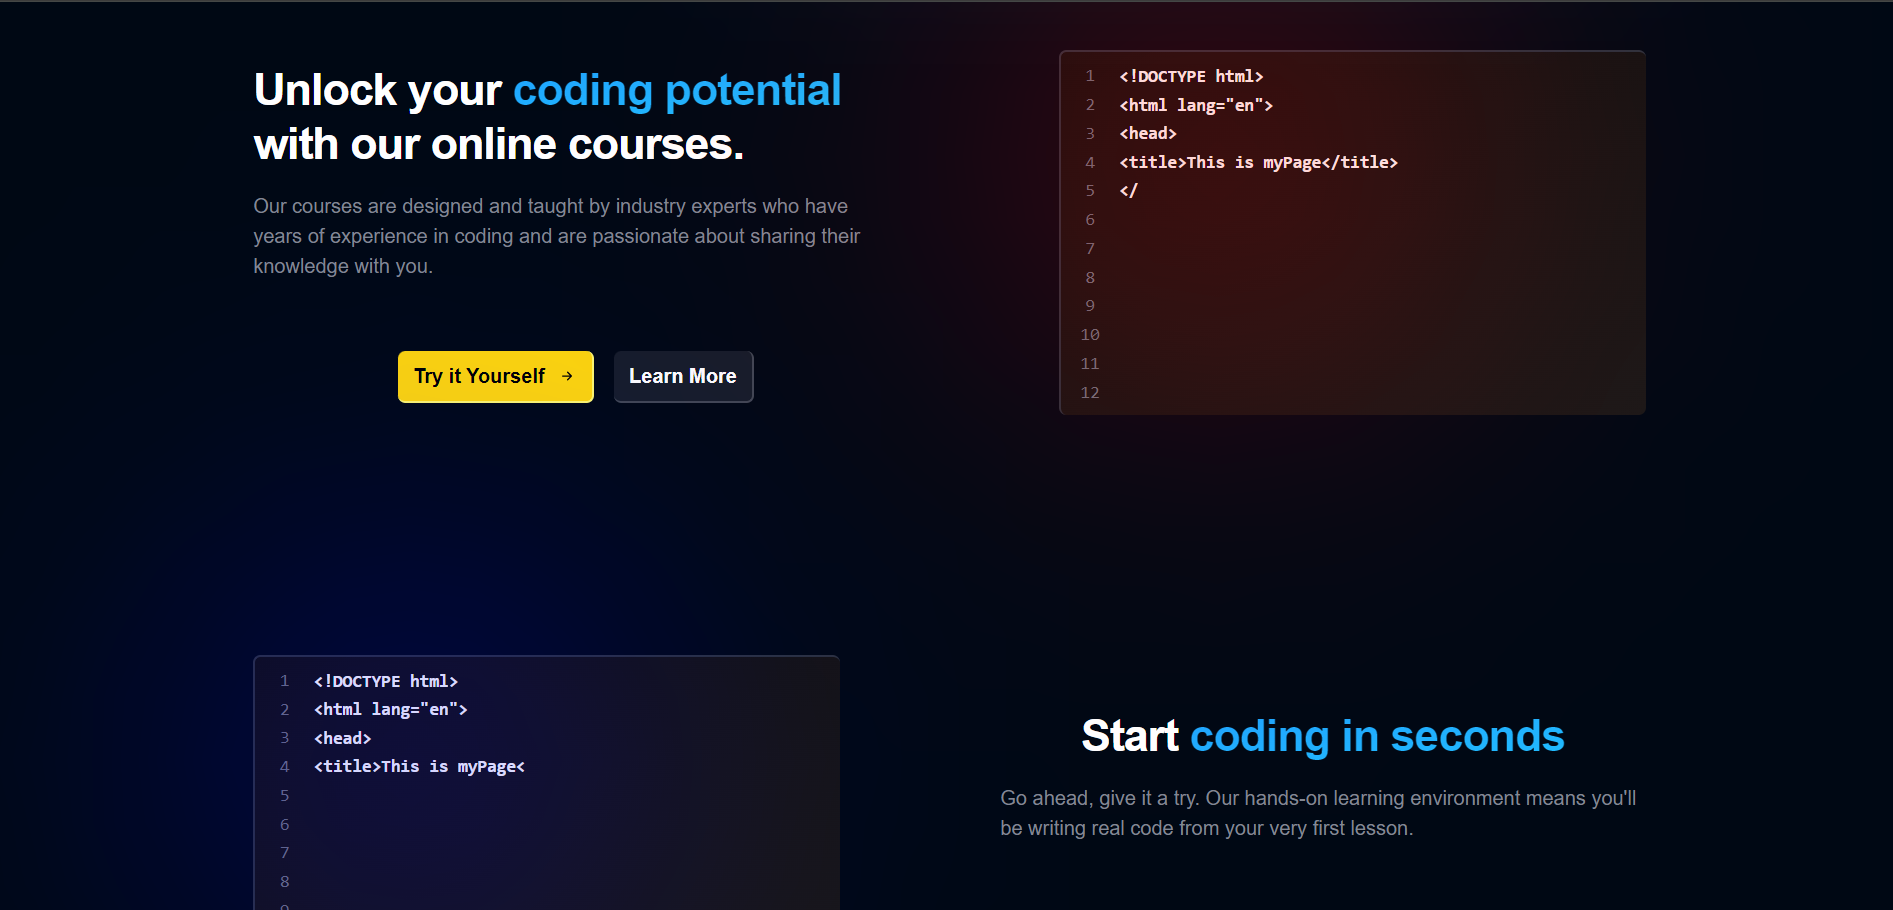 Unlock your coding potential
with our online courses.
Our courses are designed and taught by industry experts who have
years of experience in coding and are passionate about sharing their
knowledge with you.
Try it Yourself →
Learn More
1 <!DOCTYPE html>
2 <html lang="en">
3 <head>
4 <title>This is myPage</title>
5 </
6
7
8
9
10
11
12
1 <!DOCTYPE html>
2 <html lang="en">
3 <head>
4 <title>This is myPage<
5
6
7
8
Start coding in seconds
Go ahead, give it a try. Our hands-on learning environment means you'll
be writing real code from your very first lesson.